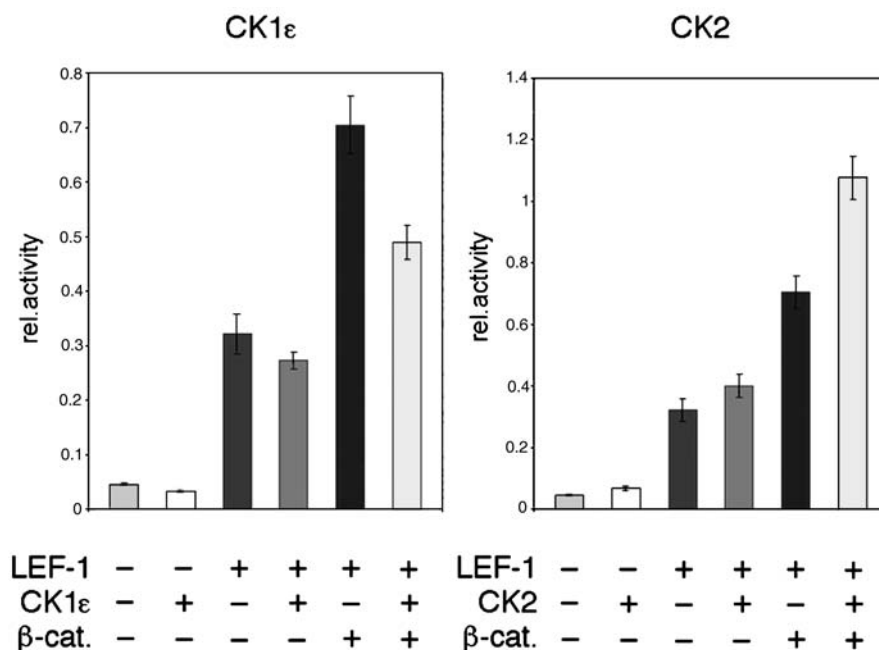 CK1ε
CK2
rel.activity
0.8
0.7
0.6
0.5
0.4
0.3
0.2
0.1
0
rel.activity
1.4
1.2
1
0.8
0.6
0.4
0.2
0
LEF-1 – – + + + +
CK1ε – + – + – +
β-cat. – – – – + +
LEF-1 – – + + + +
CK2 – + – + – +
β-cat. – – – – + +